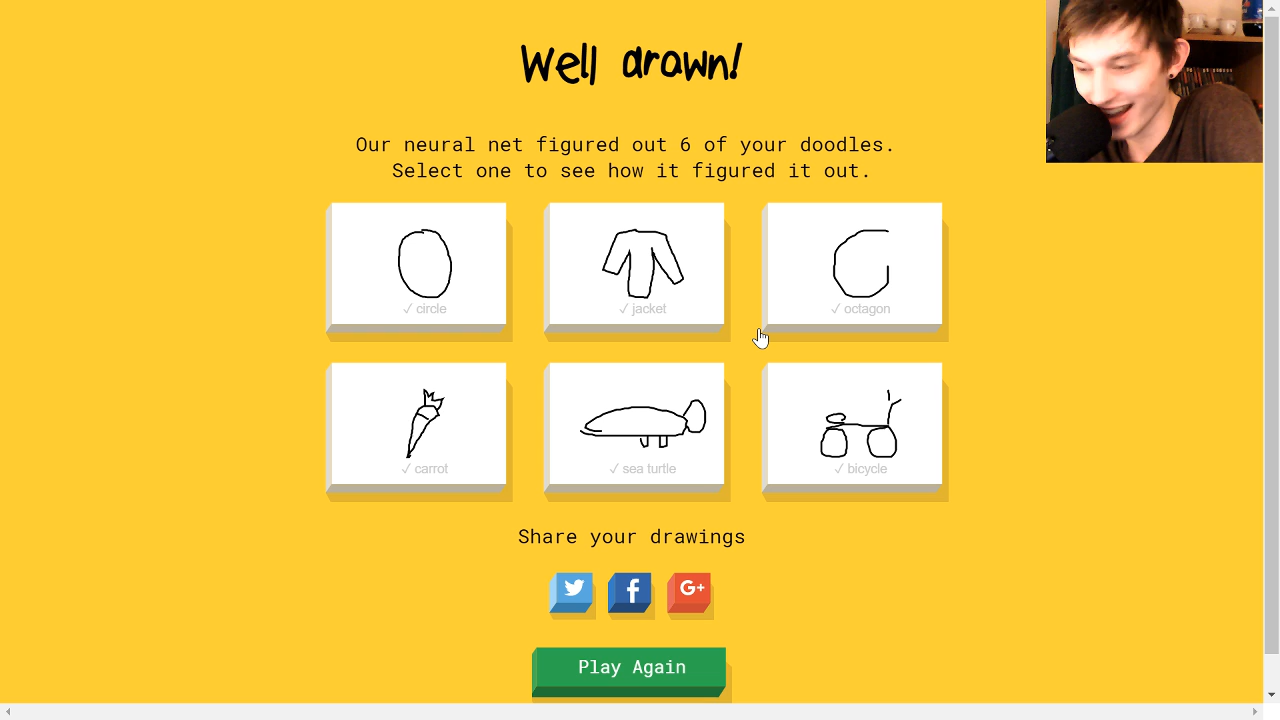 Well drawn!
Our neural net figured out 6 of your doodles.
Select one to see how it figured it out.
✓ circle
✓ jacket
✓ octagon
✓ carrot
✓ sea turtle
✓ bicycle
Share your drawings
f
G+
Play Again